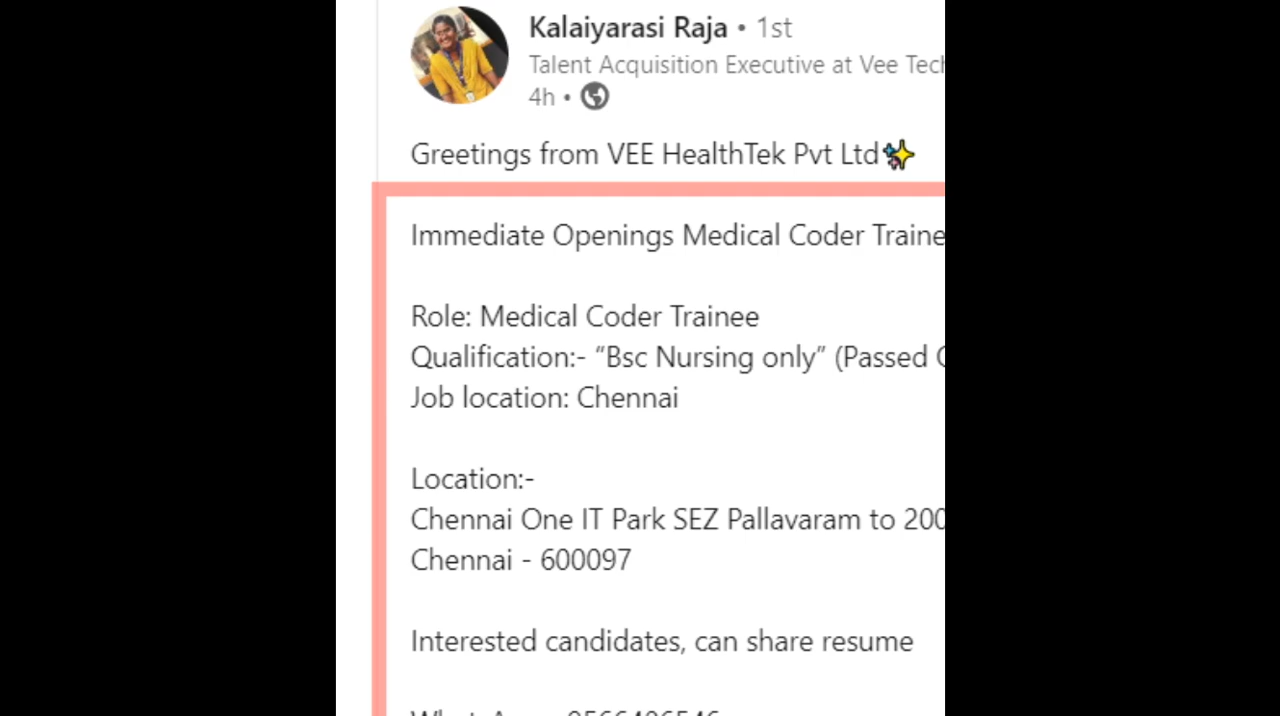 Kalaiyarasi Raja • 1st
Talent Acquisition Executive at Vee
4h •
Greetings from VEE HealthTek Pvt Ltd✨
Immediate Openings Medical Coder
Role: Medical Coder Trainee
Qualification:- “Bsc Nursing only” (Passed
Job location: Chennai
Location:-
Chennai One IT Park SEZ Pallavaram to 200
Chennai - 600097
Interested candidates, can share resume